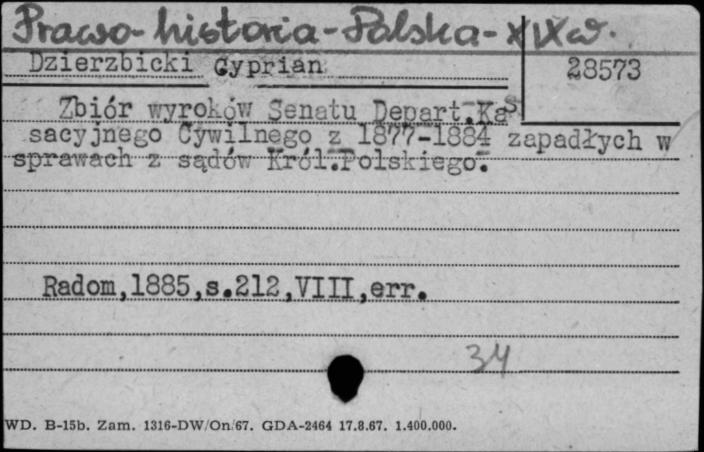 Prawo-historia-Polska-XIX w.
Dzierzbicki Cyprian
28573
Zbiór wyroków Senatu Depart.Kas
sacyjnego Cywilnego z 1877-1884 zapadłych w
sprawach z sądów Król.Polskiego.
Radom,1885,s.212,VIII,err.
34
WD. B-15b. Zam. 1316-DW/On/67. GDA-2464 17.8.67. 1.400.000.